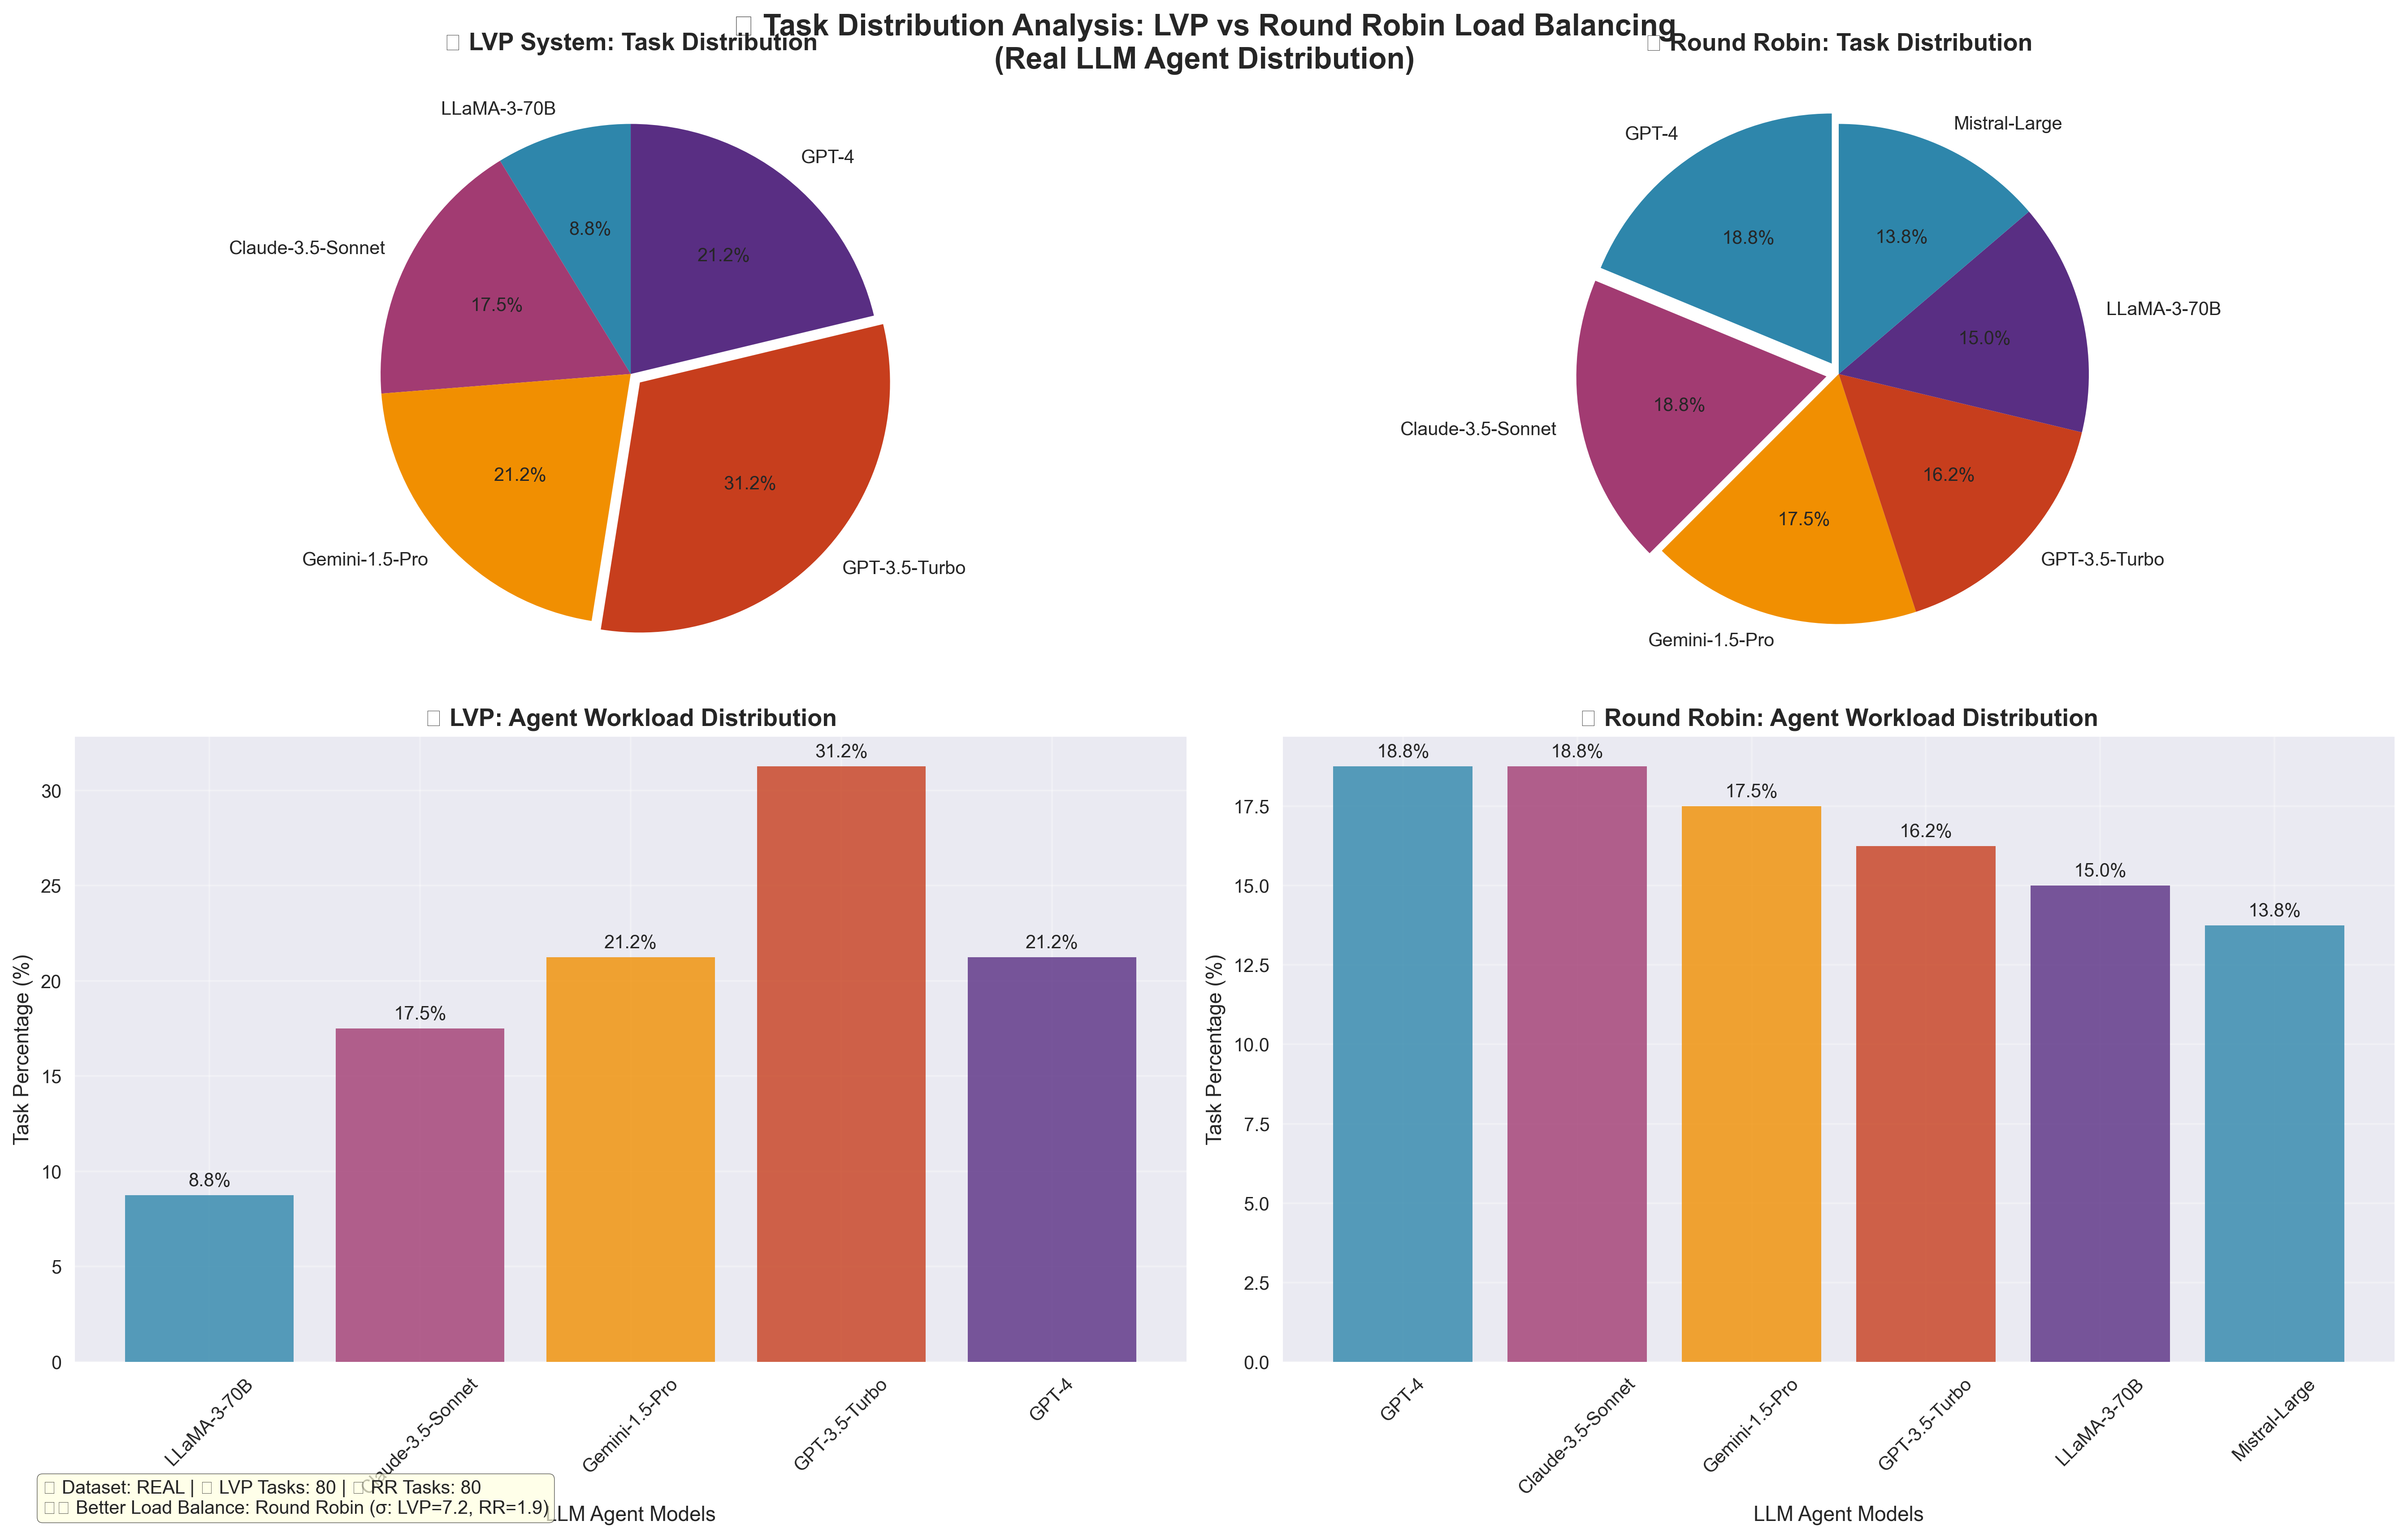 Task Distribution Analysis: LVP vs Round Robin Load Balancing
(Real LLM Agent Distribution)
LVP System: Task Distribution
LLaMA-3-70B
GPT-4
Claude-3.5-Sonnet
Gemini-1.5-Pro
GPT-3.5-Turbo
8.8%
21.2%
17.5%
21.2%
31.2%
Round Robin: Task Distribution
GPT-4
Mistral-Large
LLaMA-3-70B
Claude-3.5-Sonnet
GPT-3.5-Turbo
Gemini-1.5-Pro
18.8%
13.8%
15.0%
18.8%
16.2%
17.5%
LVP: Agent Workload Distribution
Task Percentage (%)
30
25
20
15
10
5
0
8.8%
17.5%
21.2%
31.2%
21.2%
LLaMA-3-70B
Claude-3.5-Sonnet
Gemini-1.5-Pro
GPT-3.5-Turbo
GPT-4
LLM Agent Models
Round Robin: Agent Workload Distribution
Task Percentage (%)
17.5
15.0
12.5
10.0
7.5
5.0
2.5
0.0
18.8%
18.8%
17.5%
16.2%
15.0%
13.8%
GPT-4
Claude-3.5-Sonnet
Gemini-1.5-Pro
GPT-3.5-Turbo
LLaMA-3-70B
Mistral-Large
LLM Agent Models
Dataset: REAL | LVP Tasks: 80 | RR Tasks: 80
Better Load Balance: Round Robin (σ: LVP=7.2, RR=1.9)